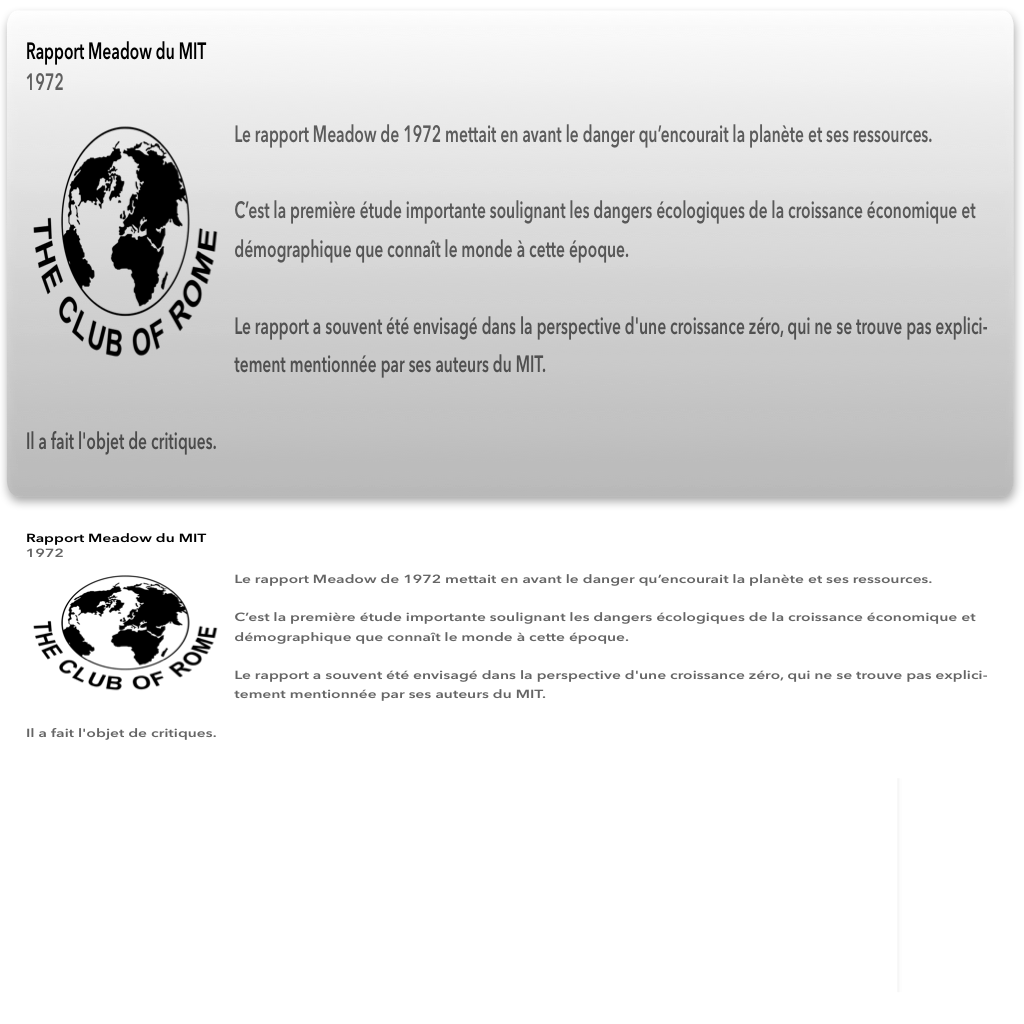 Rapport Meadow du MIT
1972
Le rapport Meadow de 1972 mettait en avant le danger qu’encourait la planète et ses ressources.
THE CLUB OF ROME
C’est la première étude importante soulignant les dangers écologiques de la croissance économique et
démographique que connaît le monde à cette époque.
Le rapport a souvent été envisagé dans la perspective d'une croissance zéro, qui ne se trouve pas explici-
tement mentionnée par ses auteurs du MIT.
Il a fait l'objet de critiques.
Rapport Meadow du MIT
1972
Le rapport Meadow de 1972 mettait en avant le danger qu’encourait la planète et ses ressources.
THE CLUB OF ROME
C’est la première étude importante soulignant les dangers écologiques de la croissance économique et
démographique que connaît le monde à cette époque.
Le rapport a souvent été envisagé dans la perspective d'une croissance zéro, qui ne se trouve pas explici-
tement mentionnée par ses auteurs du MIT.
Il a fait l'objet de critiques.